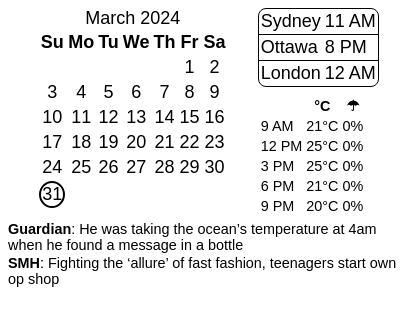 March 2024
Su Mo Tu We Th Fr Sa
1 2
3 4 5 6 7 8 9
10 11 12 13 14 15 16
17 18 19 20 21 22 23
24 25 26 27 28 29 30
31
Sydney 11 AM
Ottawa 8 PM
London 12 AM
°C ☂
9 AM 21°C 0%
12 PM 25°C 0%
3 PM 25°C 0%
6 PM 21°C 0%
9 PM 20°C 0%
Guardian: He was taking the ocean’s temperature at 4am
when he found a message in a bottle
SMH: Fighting the ‘allure’ of fast fashion, teenagers start own
op shop